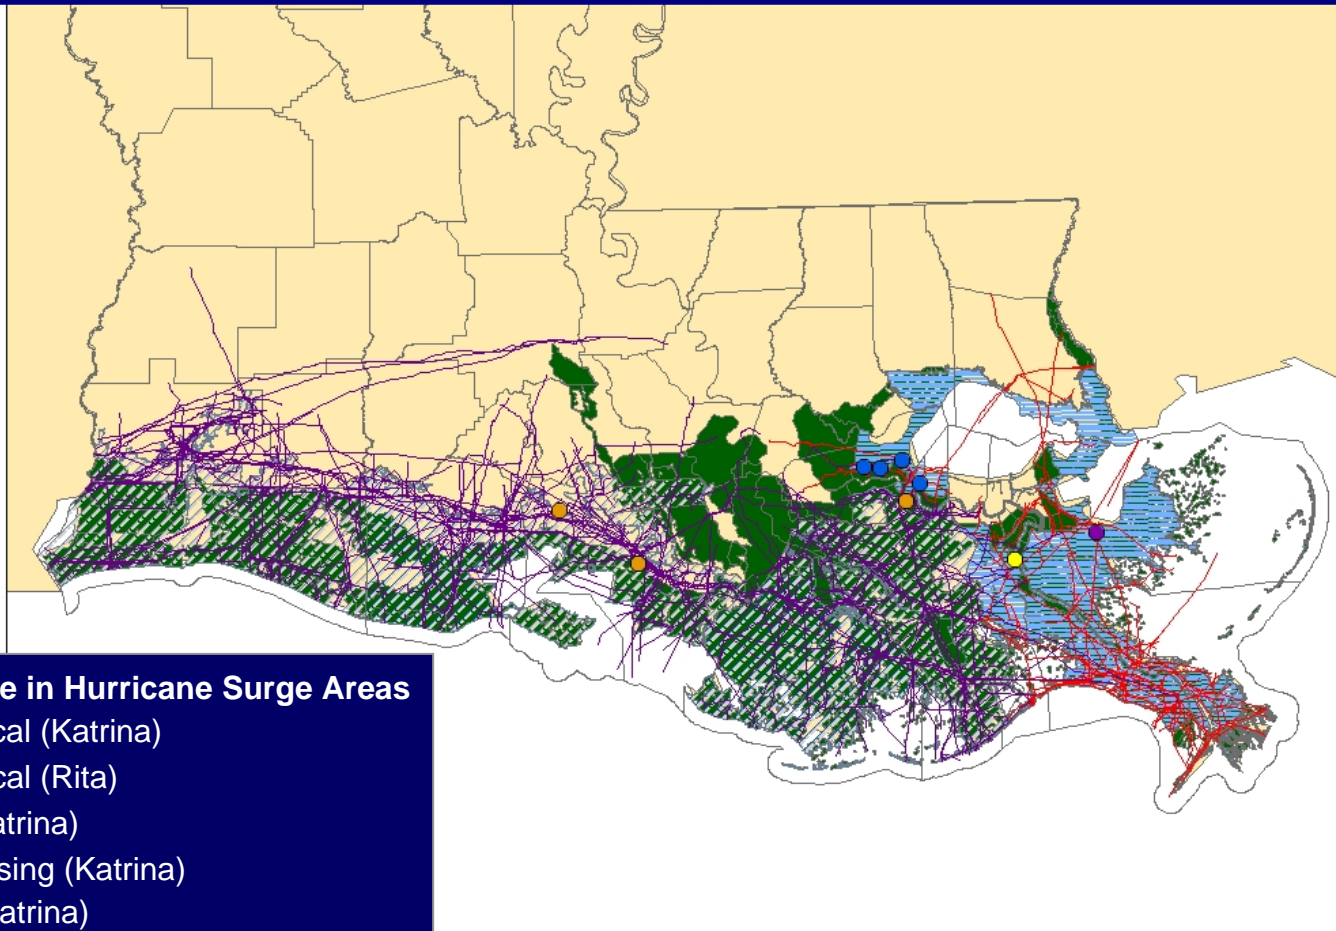 e in Hurricane Surge Areas
cal (Katrina)
cal (Rita)
atrina)
sing (Katrina)
atrina)